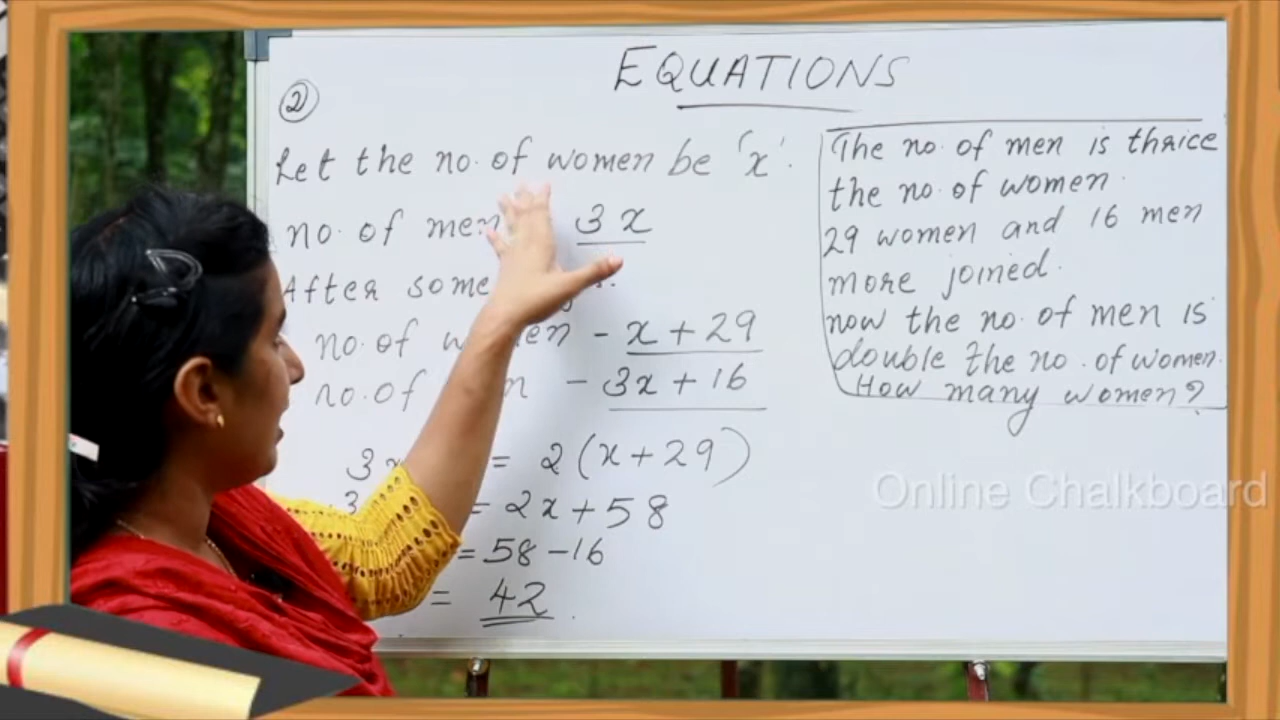 EQUATIONS
2
Let the no. of women be 'x'.
no. of men 3x
After some
no. of - x + 29
no. of - 3x + 16
= 2(x+29)
= 2x + 58
= 58 - 16
= 42
The no. of men is thrice
the no. of women.
29 women and 16 men
more joined.
now the no. of men is
double the no. of women.
How many women?
Online Chalkboard